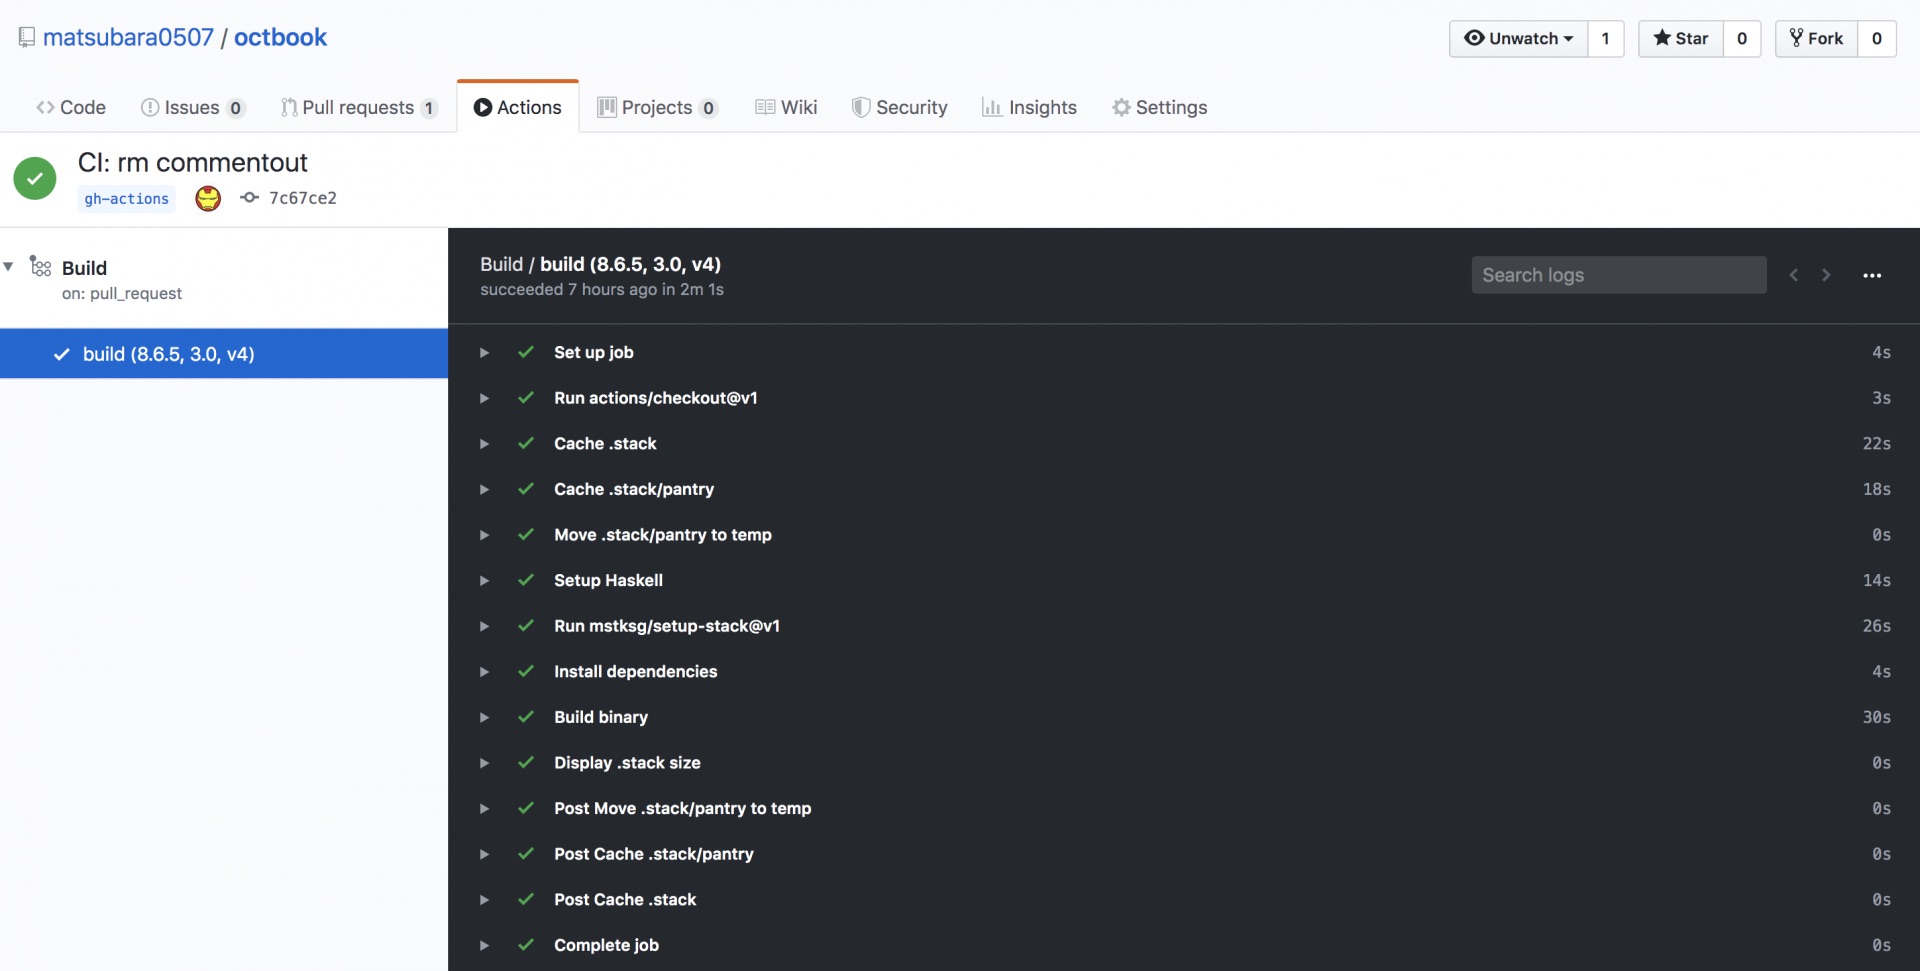 matsubara0507 / octbook
Unwatch 1 Star 0 Fork 0
Code Issues 0 Pull requests 1 Actions Projects 0 Wiki Security Insights Settings
CI: rm commentout
gh-actions 7c67ce2
Build
on: pull_request
build (8.6.5, 3.0, v4)
Build / build (8.6.5, 3.0, v4)
succeeded 7 hours ago in 2m 1s
Search logs
Set up job 4s
Run actions/checkout@v1 3s
Cache .stack 22s
Cache .stack/pantry 18s
Move .stack/pantry to temp 0s
Setup Haskell 14s
Run mstksg/setup-stack@v1 26s
Install dependencies 4s
Build binary 30s
Display .stack size 0s
Post Move .stack/pantry to temp 0s
Post Cache .stack/pantry 0s
Post Cache .stack 0s
Complete job 0s